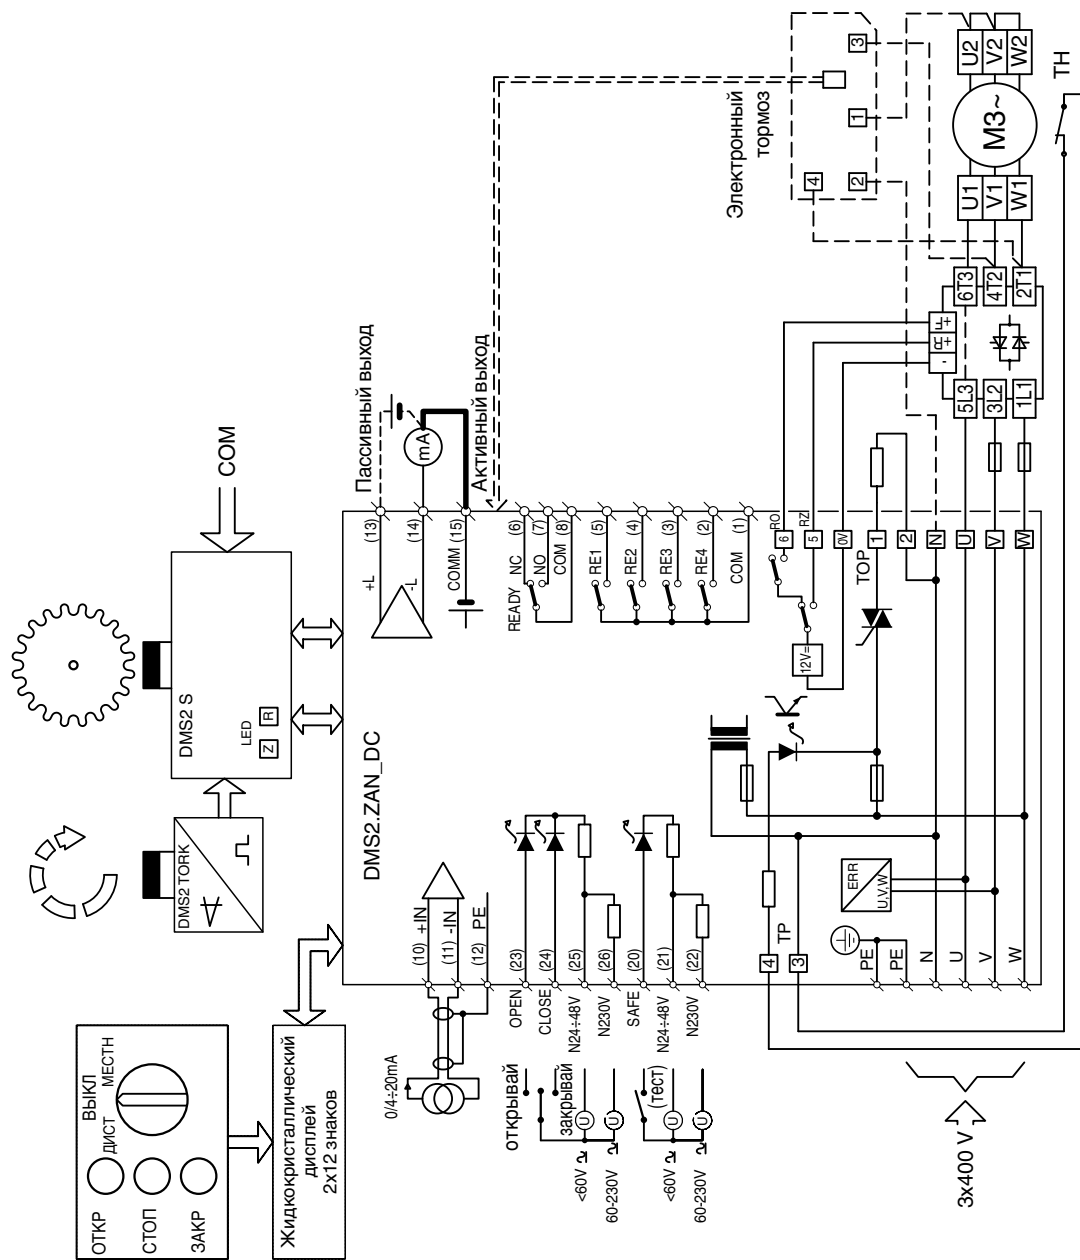 ОТКР
СТОП
ЗАКР
ДИСТ
ВЫКЛ
МЕСТН
Жидкокристаллический
дисплей
2x12 знаков
DMS2 TORK
DMS2 S
LED
Z
R
COM
DMS2.ZAN_DC
0/4÷20mA
(10) +IN
(11) -IN
(12) PE
OPEN (23)
CLOSE (24)
N24÷48V (25)
N230V (26)
SAFE (20)
N24÷48V (21)
N230V (22)
открывай
закрывай
<60V
60-230V
U
U
(тест)
<60V
60-230V
U
U
+L (13)
-L (14)
COMM (15)
mA
Пассивный выход
Активный выход
READY
NC (6)
NO (7)
COM (8)
RE1 (5)
RE2 (4)
RE3 (3)
RE4 (2)
COM (1)
12V=
RO
6
RZ
5
0V
TOP
1
2
N
U
V
W
4
TP
3
ERR
U,V,W
PE
PE
N
U
V
W
3x400 V
- +R +F
5L3
3L2
1L1
6T3
4T2
2T1
U1
V1
W1
M3~
U2
V2
W2
TH
Электронный
тормоз
4
2
1
3